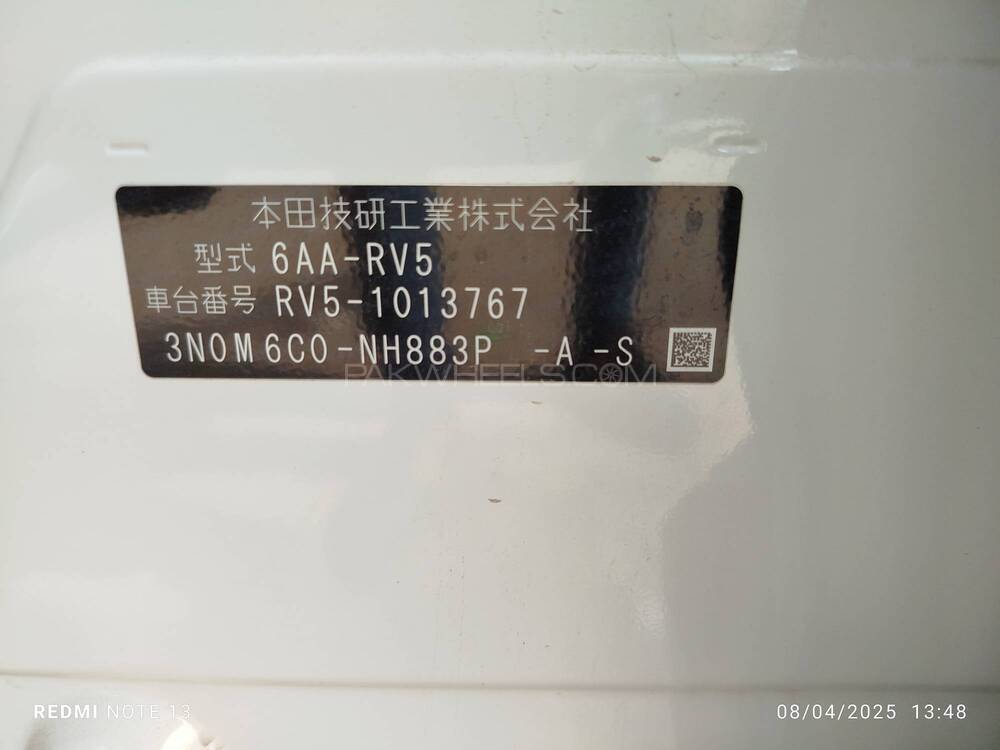 本田技研工業株式会社
型式 6AA-RV5
車台番号 RV5-1013767
3N0M6C0-NH883P -A -S
PAKWHEELS.COM
REDMI NOTE 13
08/04/2025 13:48